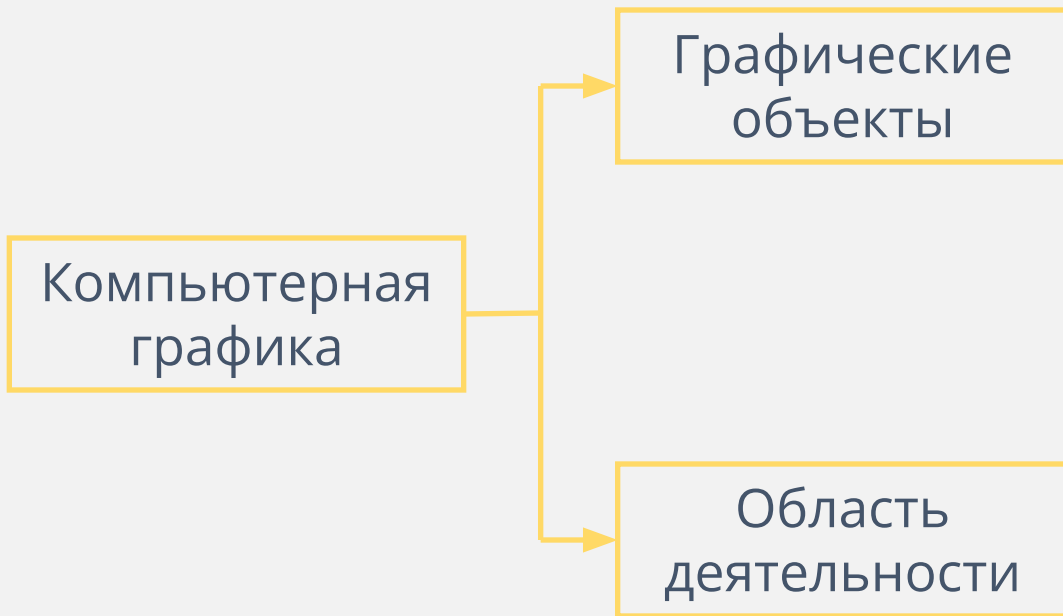 Графические
объекты
Компьютерная
графика
Область
деятельности